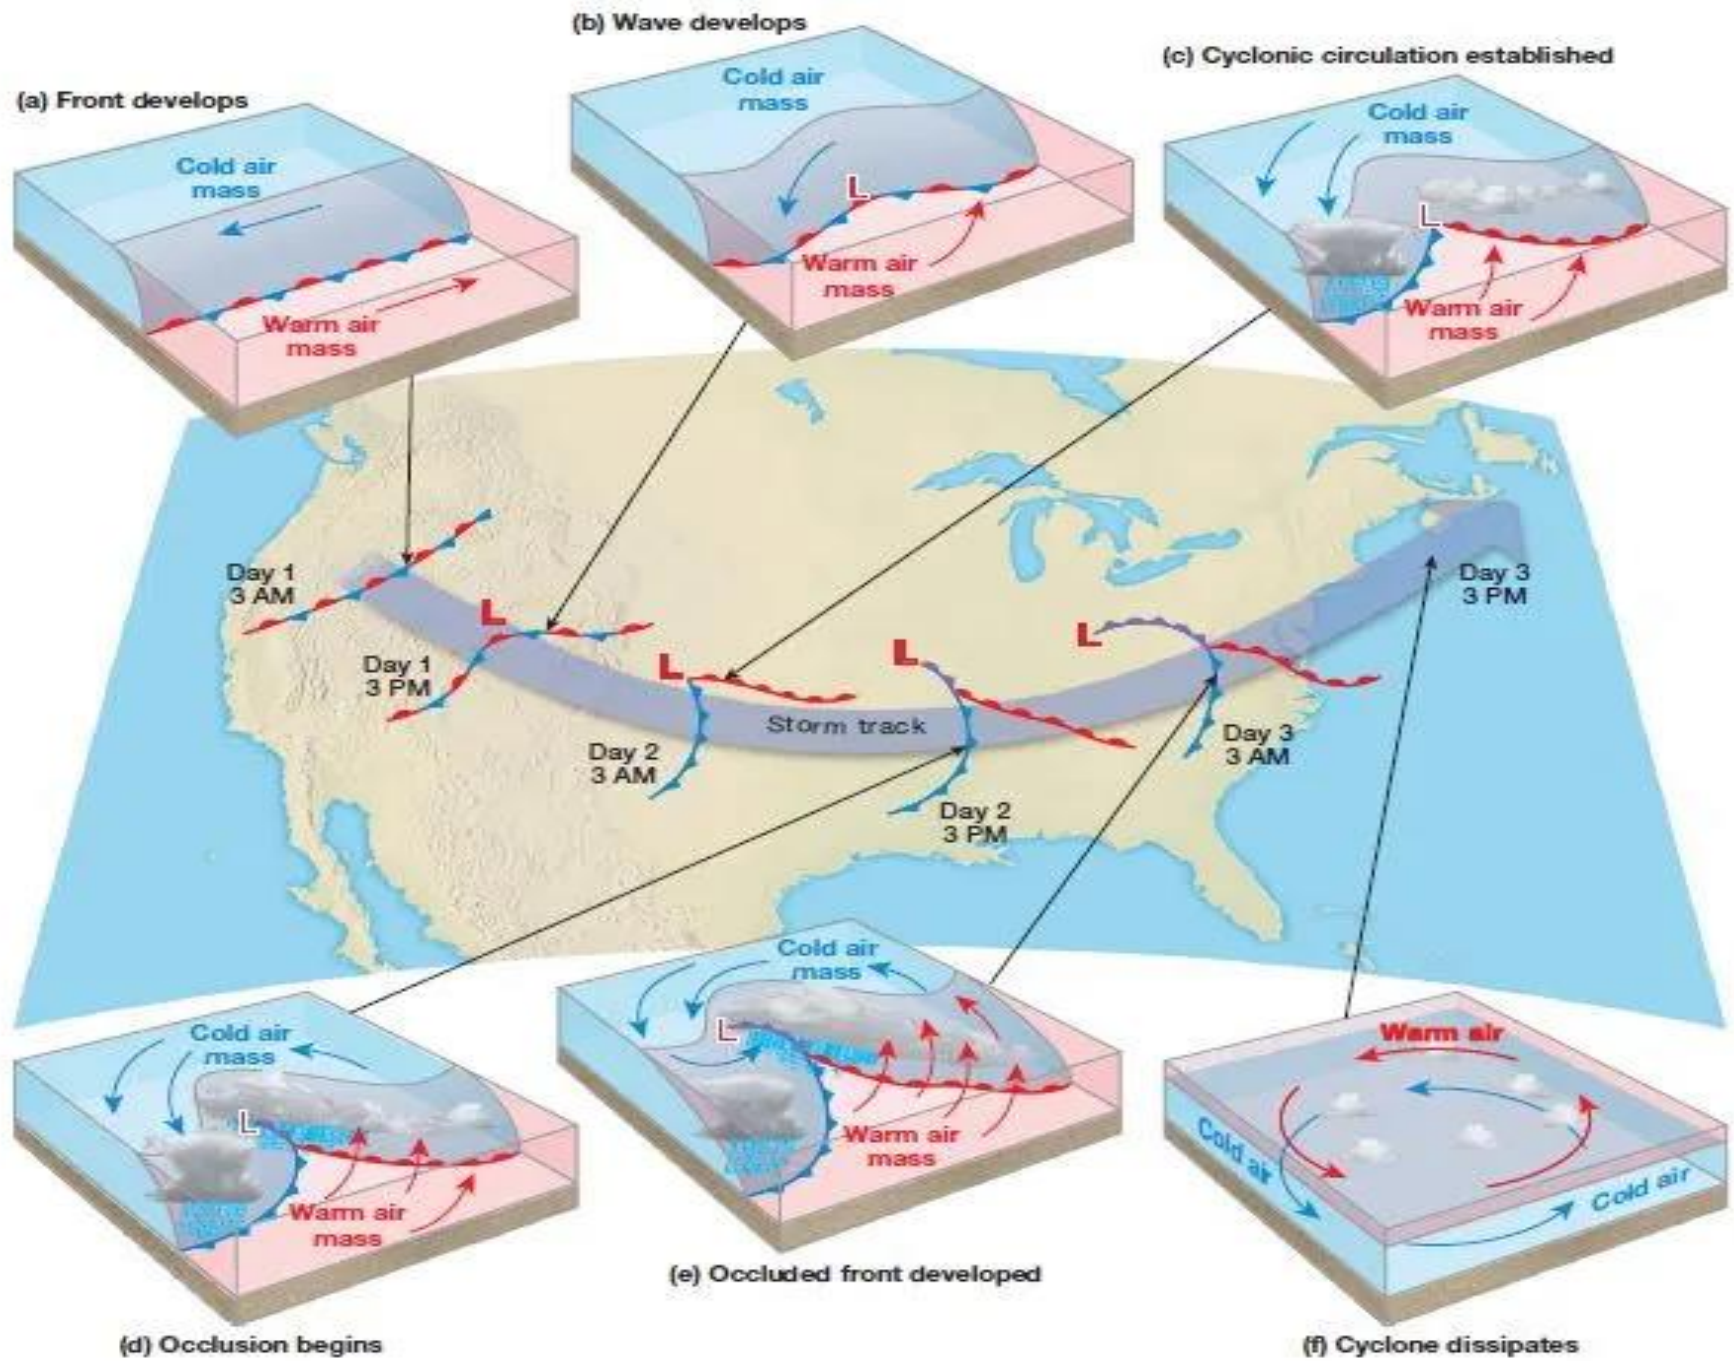 (b) Wave develops
(c) Cyclonic circulation established
(a) Front develops
Cold air
mass
Warm air
mass
Cold air
mass
L
Warm air
mass
Cold air
mass
L
Warm air
mass
Day 1
3 AM
L
Day 1
3 PM
L
Day 2
3 AM
Storm track
L
Day 2
3 PM
L
Day 3
3 AM
Day 3
3 PM
Cold air
mass
L
Warm air
mass
(d) Occlusion begins
Cold air
mass
L
Warm air
mass
(e) Occluded front developed
Warm air
Cold air
Cold air
(f) Cyclone dissipates